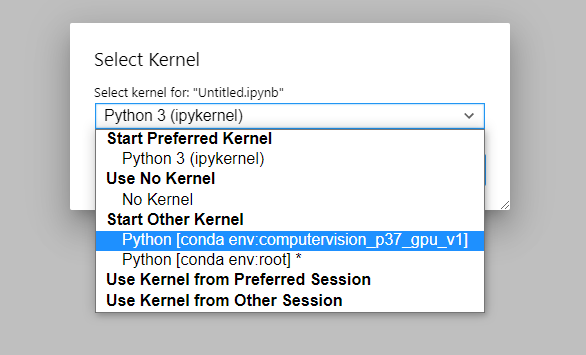 Select Kernel
Select kernel for: "Untitled.ipynb"
Python 3 (ipykernel)
Start Preferred Kernel
Python 3 (ipykernel)
Use No Kernel
No Kernel
Start Other Kernel
Python [conda env:computervision_p37_gpu_v1]
Python [conda env:root] *
Use Kernel from Preferred Session
Use Kernel from Other Session